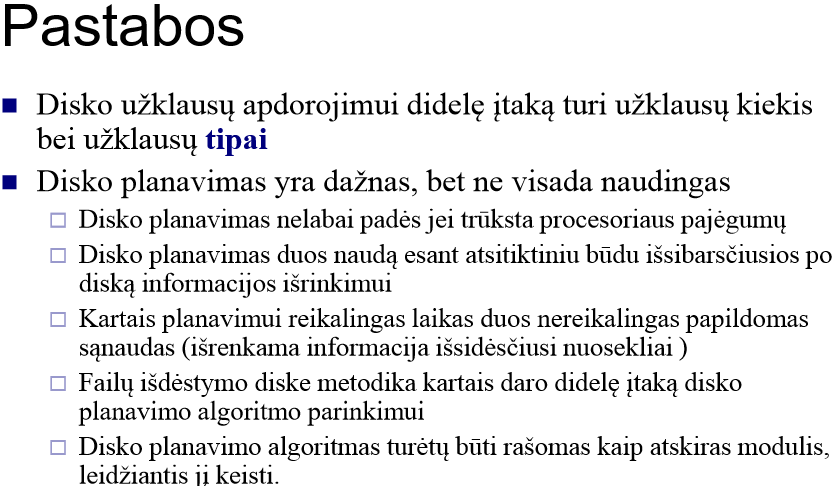 Pastabos
Disko užklausų apdorojimui didelę įtaką turi užklausų kiekis
bei užklausų tipai
Disko planavimas yra dažnas, bet ne visada naudingas
Disko planavimas nelabai padės jei trūksta procesoriaus pajėgumų
Disko planavimas duos naudą esant atsitiktiniu būdu išsibarsčiusios po
diską informacijos išrinkimui
Kartais planavimui reikalingas laikas duos nereikalingas papildomas
sąnaudas (išrenkama informacija išsidėsčiusi nuosekliai )
Failų išdėstymo diske metodika kartais daro didelę įtaką disko
planavimo algoritmo parinkimui
Disko planavimo algoritmas turėtų būti rašomas kaip atskiras modulis,
leidžiantis jį keisti.